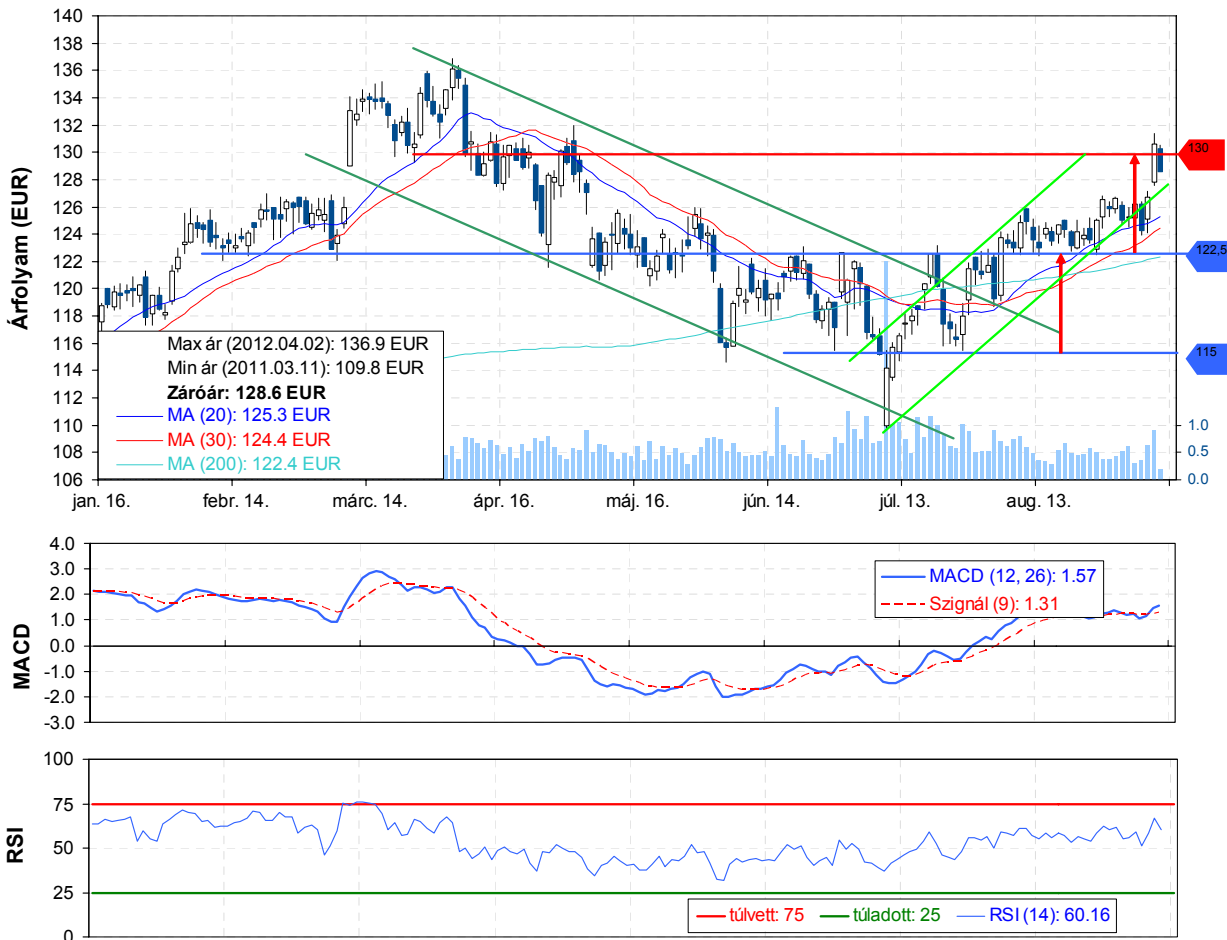 Árfolyam (EUR)
140
138
136
134
132
130
128
126
124
122
120
118
116
114
112
110
108
106
130
122,5
115
1.0
0.5
0.0
Max ár (2012.04.02): 136.9 EUR
Min ár (2011.03.11): 109.8 EUR
Záróár: 128.6 EUR
MA (20): 125.3 EUR
MA (30): 124.4 EUR
MA (200): 122.4 EUR
jan. 16. febr. 14. márc. 14. ápr. 16. máj. 16. jún. 14. júl. 13. aug. 13.
MACD
4.0
3.0
2.0
1.0
0.0
-1.0
-2.0
-3.0
MACD (12, 26): 1.57
Szignál (9): 1.31
RSI
100
75
50
25
0
túlvett: 75 túladott: 25 RSI (14): 60.16